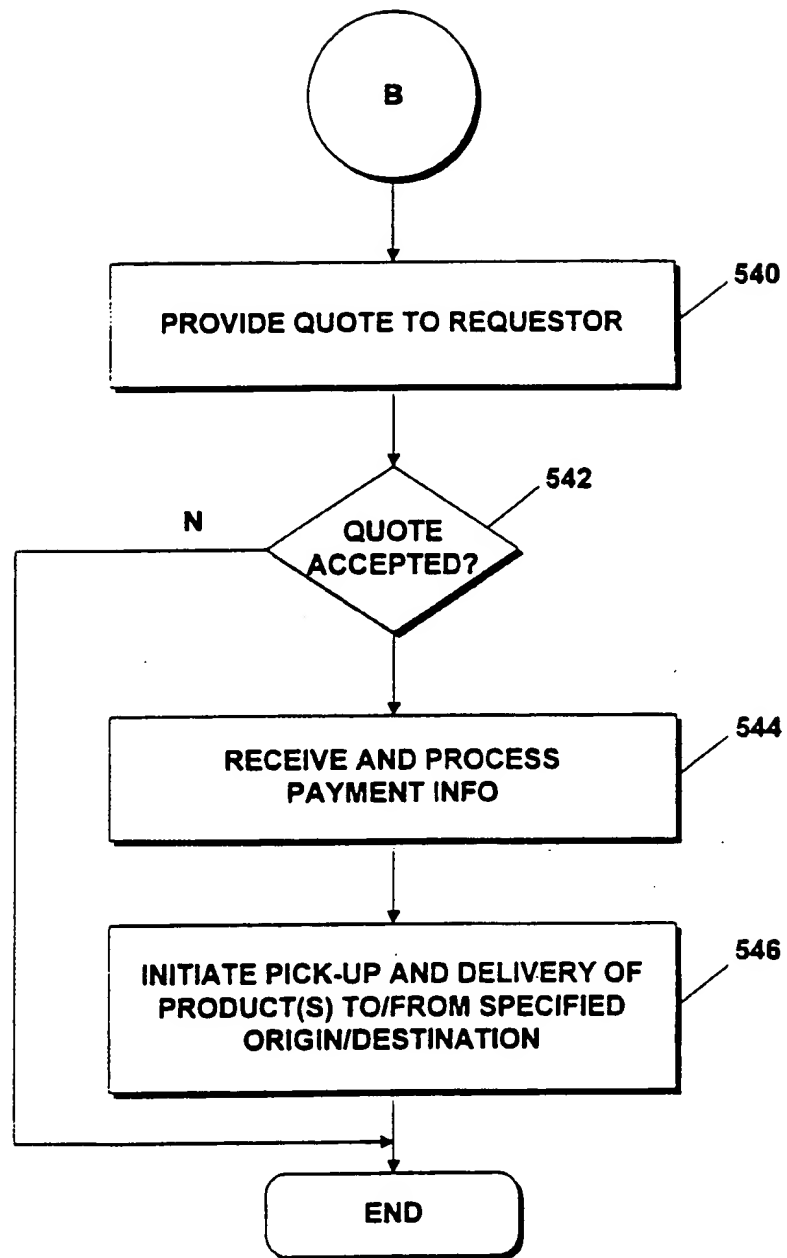 B
PROVIDE QUOTE TO REQUESTOR
540
N
QUOTE
ACCEPTED?
542
RECEIVE AND PROCESS
PAYMENT INFO
544
INITIATE PICK-UP AND DELIVERY OF
PRODUCT(S) TO/FROM SPECIFIED
ORIGIN/DESTINATION
546
END